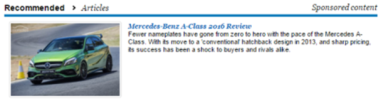 Recommended › Articles
Sponsored content
Mercedes-Benz A-Class 2016 Review
Fewer nameplates have gone from zero to hero with the pace of the Mercedes A-
Class. With its move to a 'conventional' hatchback design in 2013, and sharp pricing,
its success has been a shock to buyers and rivals alike.